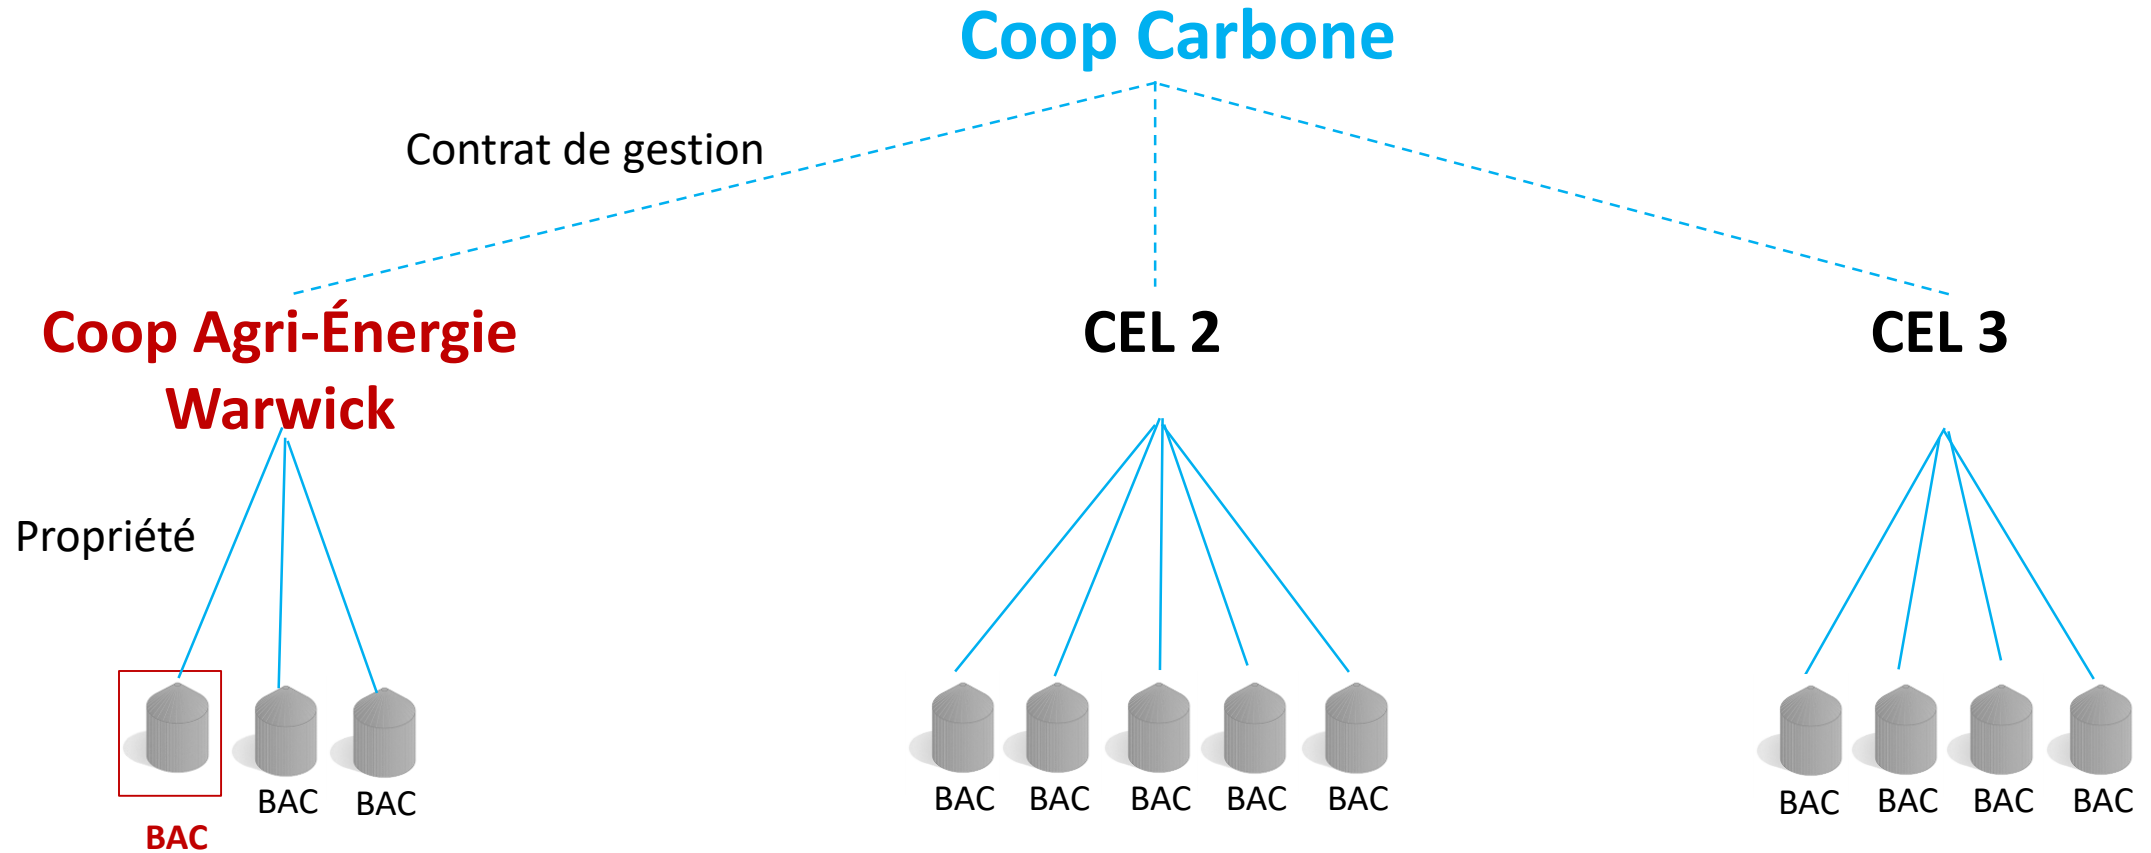 Coop Carbone
Contrat de gestion
Coop Agri-Énergie
Warwick
CEL 2
CEL 3
Propriété
BAC
BAC
BAC
BAC
BAC
BAC
BAC
BAC
BAC
BAC
BAC
BAC